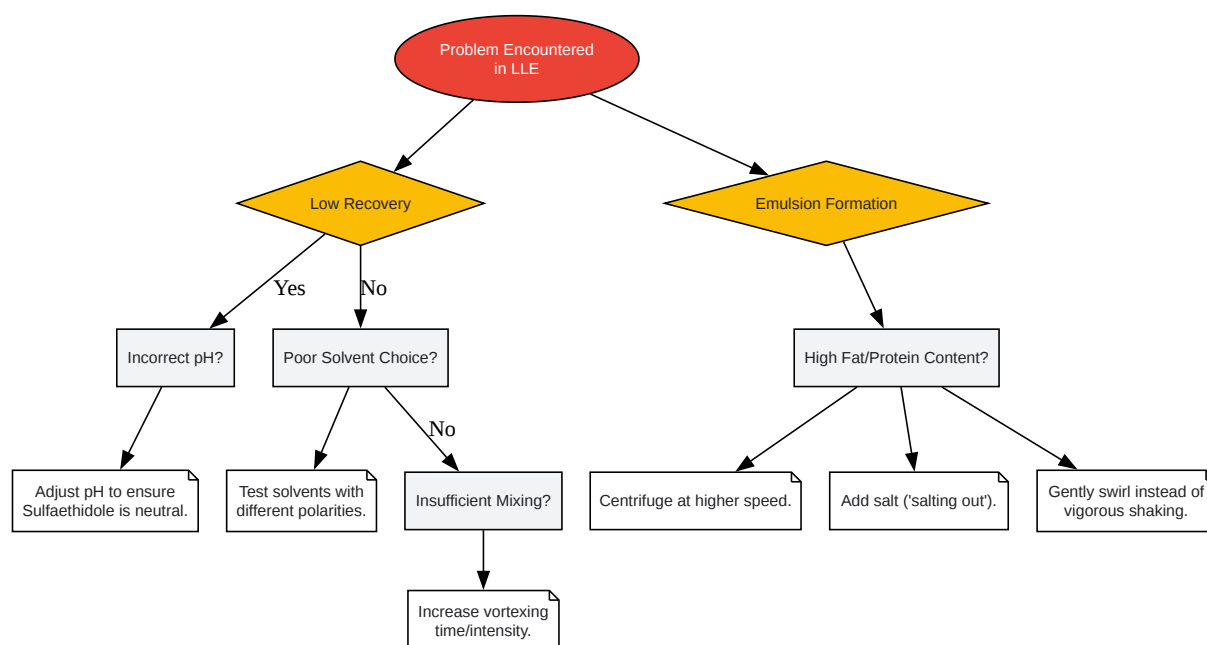 Problem Encountered
in LLE
Low Recovery
Emulsion Formation
Yes
No
Incorrect pH?
Poor Solvent Choice?
High Fat/Protein Content?
No
Adjust pH to ensure
Sulfaethidole is neutral.
Test solvents with
different polarities.
Insufficient Mixing?
Centrifuge at higher speed.
Add salt ('salting out').
Gently swirl instead of
vigorous shaking.
Increase vortexing
time/intensity.